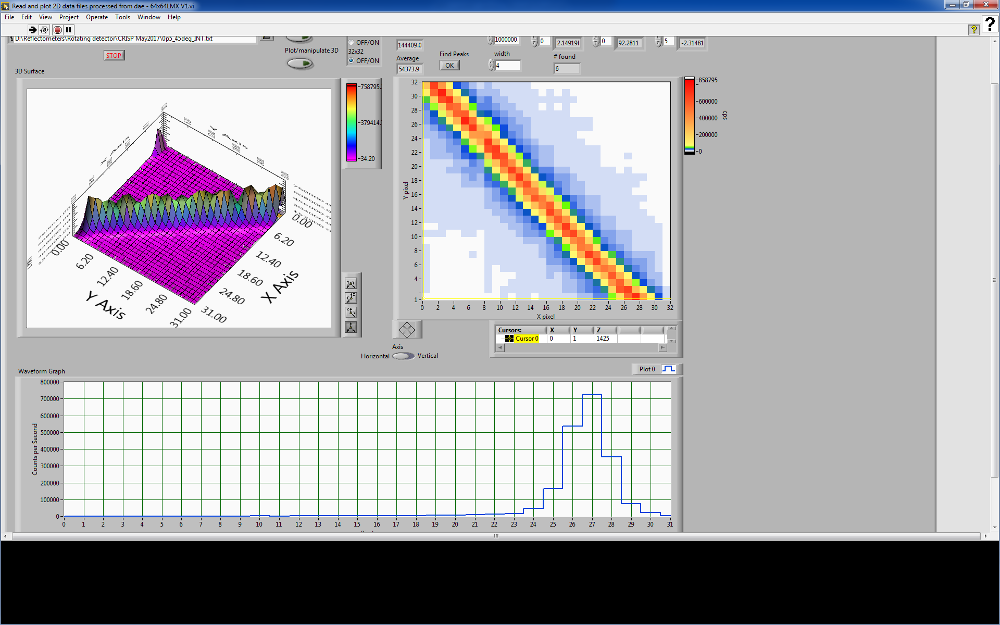 Read and plot 2D data files processed from dae - 64x64LMX V1.vi
File Edit View Project Operate Tools Window Help
D:\Reflectometers\Rotating detector\CRISP May2017\0p5_45deg_INT.txt
STOP
Plot/manipulate 3D
OFF/ON
32x32
OFF/ON
144409.0
Average
54373.9
Find Peaks
OK
1000000.
width
4
0
0
92.2811
5
-2.31481
# found
6
3D Surface
758795.
379414.
34.20
0.00
6.20
12.40
18.60
24.80
31.00
Y Axis
0.00
6.20
12.40
18.60
24.80
31.00
X Axis
32
30
28
26
24
22
20
18
16
14
12
10
8
6
4
1
Y pixel
0 2 4 6 8 10 12 14 16 18 20 22 24 26 28 30 32
X pixel
858795
600000
400000
200000
0
cps
Cursors: X Y Z
Cursor 0 0 1 1425
Axis
Horizontal Vertical
Plot 0
Waveform Graph
800000
700000
600000
500000
400000
300000
200000
100000
0
Counts per Second
0 1 2 3 4 5 6 7 8 9 10 11 12 13 14 15 16 17 18 19 20 21 22 23 24 25 26 27 28 29 30 31